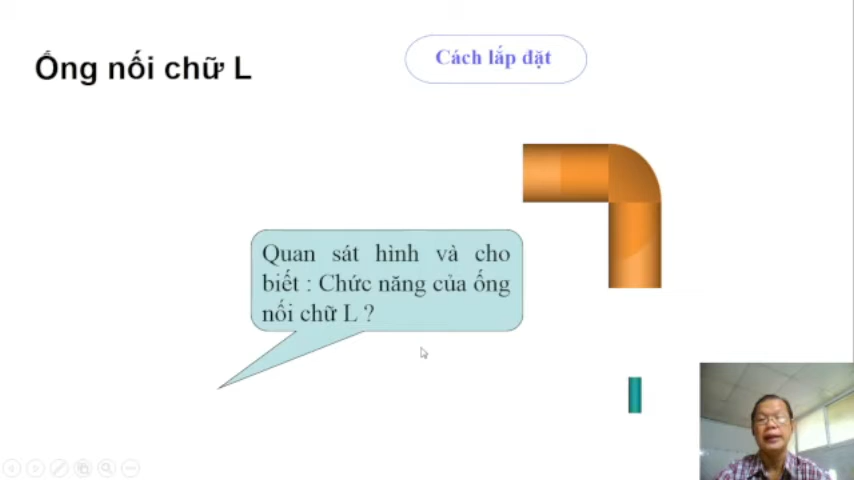 Ống nối chữ L
Cách lắp đặt
Quan sát hình và cho
biết : Chức năng của ống
nối chữ L ?